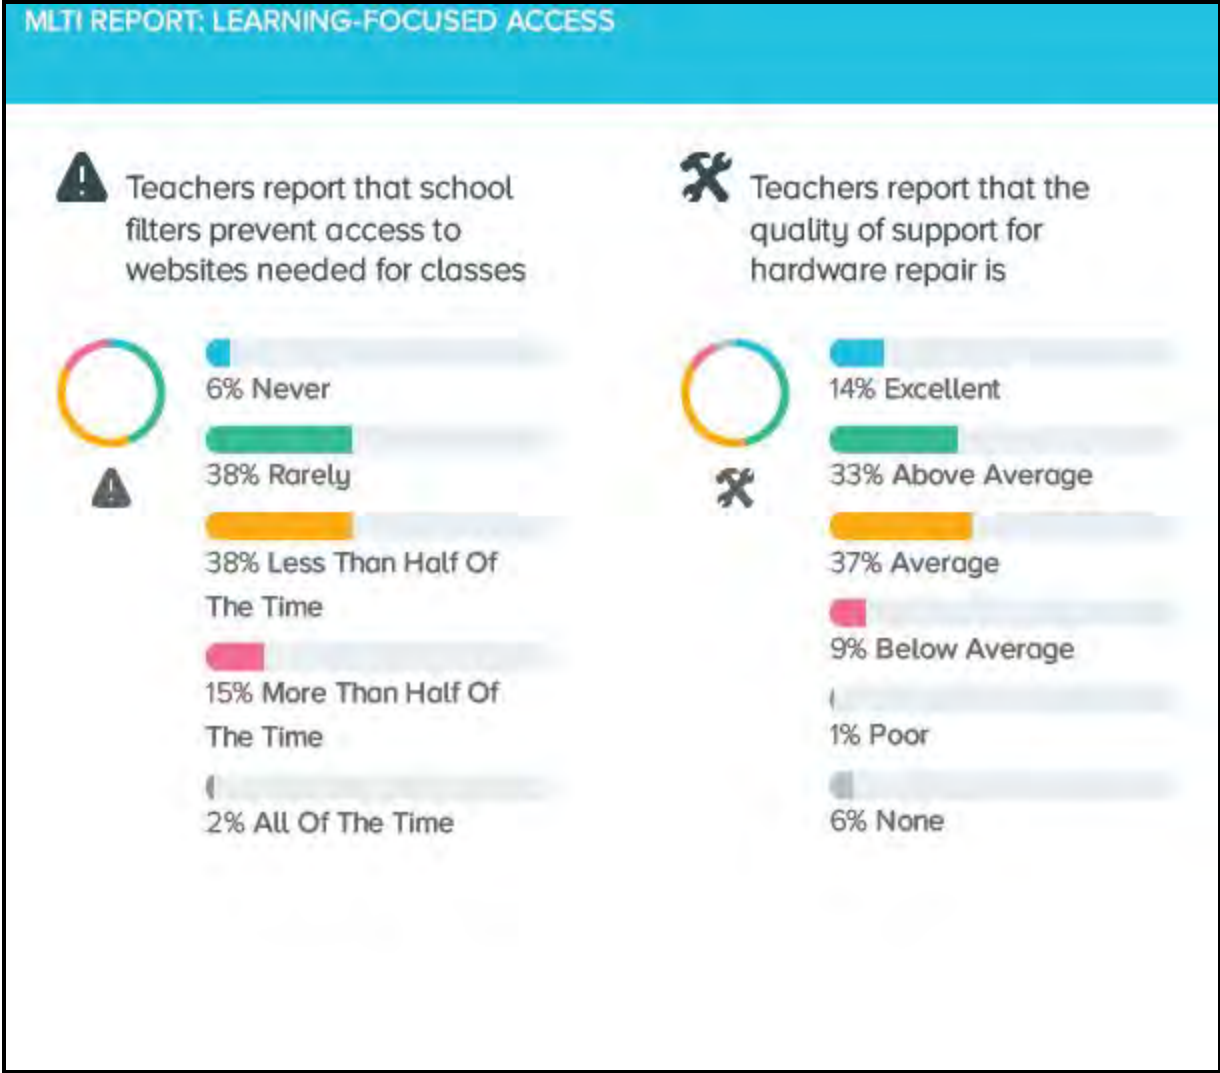 MLTI REPORT: LEARNING-FOCUSED ACCESS
Teachers report that school
filters prevent access to
websites needed for classes
6% Never
38% Rarely
38% Less Than Half Of
The Time
15% More Than Half Of
The Time
2% All Of The Time
Teachers report that the
quality of support for
hardware repair is
14% Excellent
33% Above Average
37% Average
9% Below Average
1% Poor
6% None